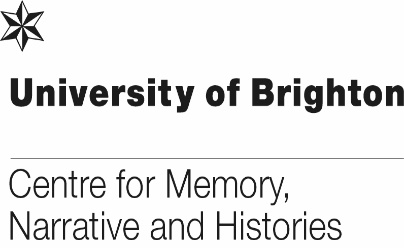 University of Brighton
Centre for Memory,
Narrative and Histories